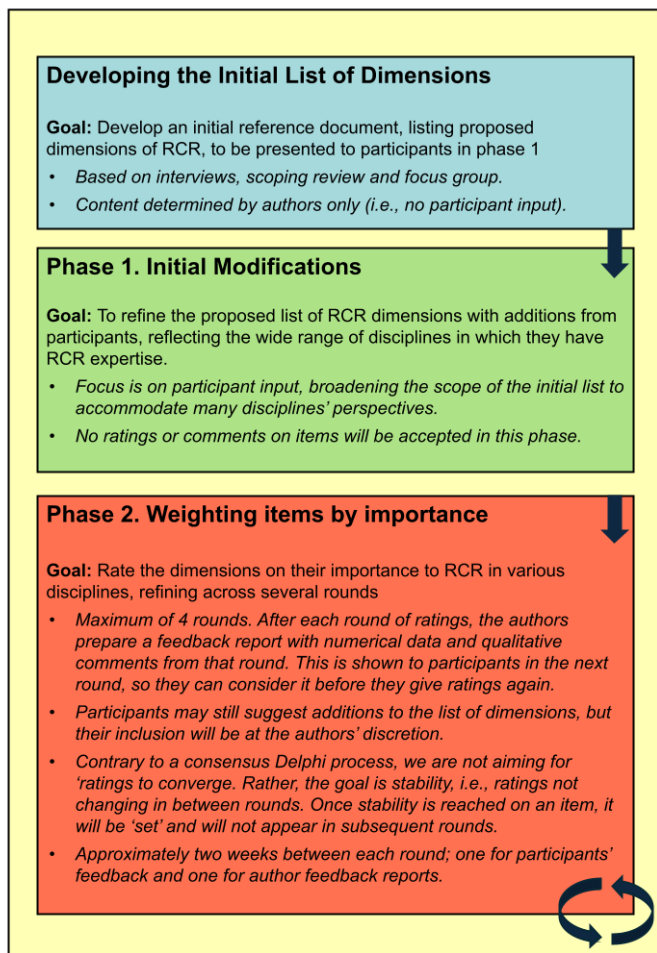 Developing the Initial List of Dimensions
Goal: Develop an initial reference document, listing proposed
dimensions of RCR, to be presented to participants in phase 1
• Based on interviews, scoping review and focus group.
• Content determined by authors only (i.e., no participant input).
Phase 1. Initial Modifications
Goal: To refine the proposed list of RCR dimensions with additions from
participants, reflecting the wide range of disciplines in which they have
RCR expertise.
• Focus is on participant input, broadening the scope of the initial list to
accommodate many disciplines’ perspectives.
• No ratings or comments on items will be accepted in this phase.
Phase 2. Weighting items by importance
Goal: Rate the dimensions on their importance to RCR in various
disciplines, refining across several rounds
• Maximum of 4 rounds. After each round of ratings, the authors
prepare a feedback report with numerical data and qualitative
comments from that round. This is shown to participants in the next
round, so they can consider it before they give ratings again.
• Participants may still suggest additions to the list of dimensions, but
their inclusion will be at the authors’ discretion.
• Contrary to a consensus Delphi process, we are not aiming for
‘ratings to converge. Rather, the goal is stability, i.e., ratings not
changing in between rounds. Once stability is reached on an item, it
will be ‘set’ and will not appear in subsequent rounds.
• Approximately two weeks between each round; one for participants’
feedback and one for author feedback reports.